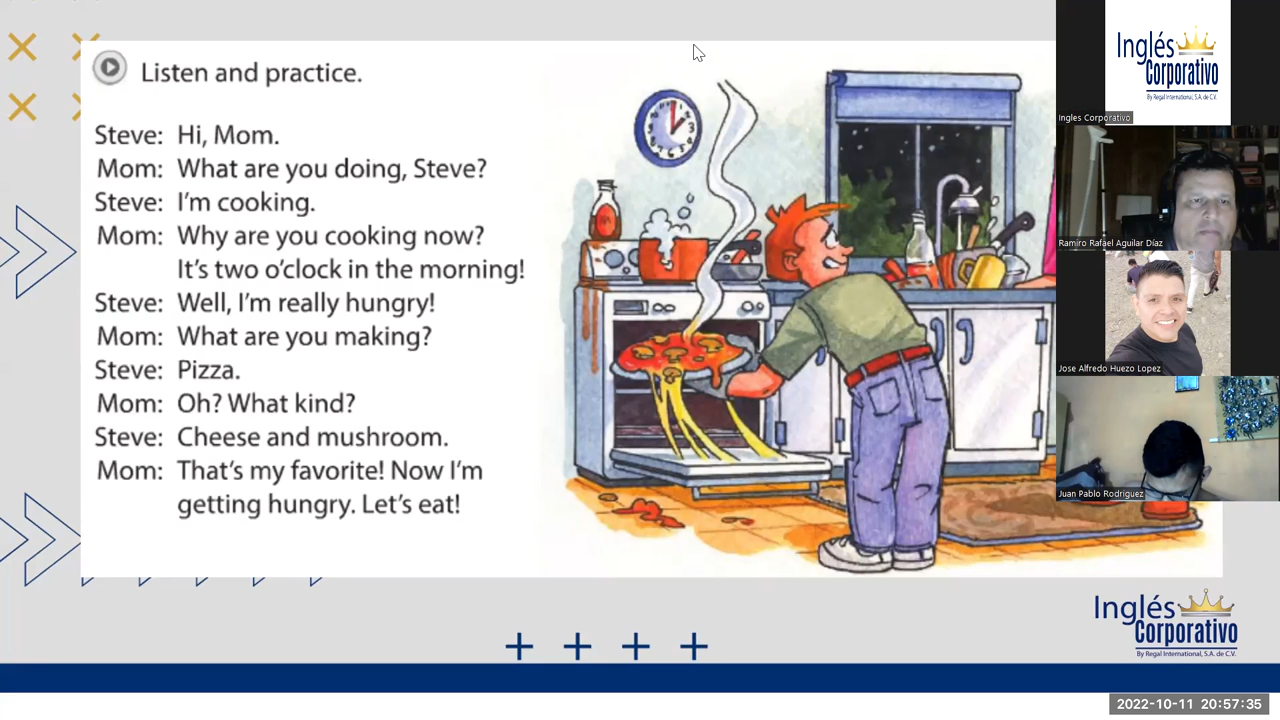 Listen and practice.
Steve: Hi, Mom.
Mom: What are you doing, Steve?
Steve: I'm cooking.
Mom: Why are you cooking now?
It's two o'clock in the morning!
Steve: Well, I'm really hungry!
Mom: What are you making?
Steve: Pizza.
Mom: Oh? What kind?
Steve: Cheese and mushroom.
Mom: That's my favorite! Now I'm
getting hungry. Let's eat!
Inglés
Corporativo
By Regal International, S.A. de C.V.
Ingles Corporativo
Ramiro Rafael Aguilar Díaz
Jose Alfredo Huezo Lopez
Juan Pablo Rodriguez
Inglés
Corporativo
By Regal International, S.A. de C.V.
2022-10-11 20:57:35